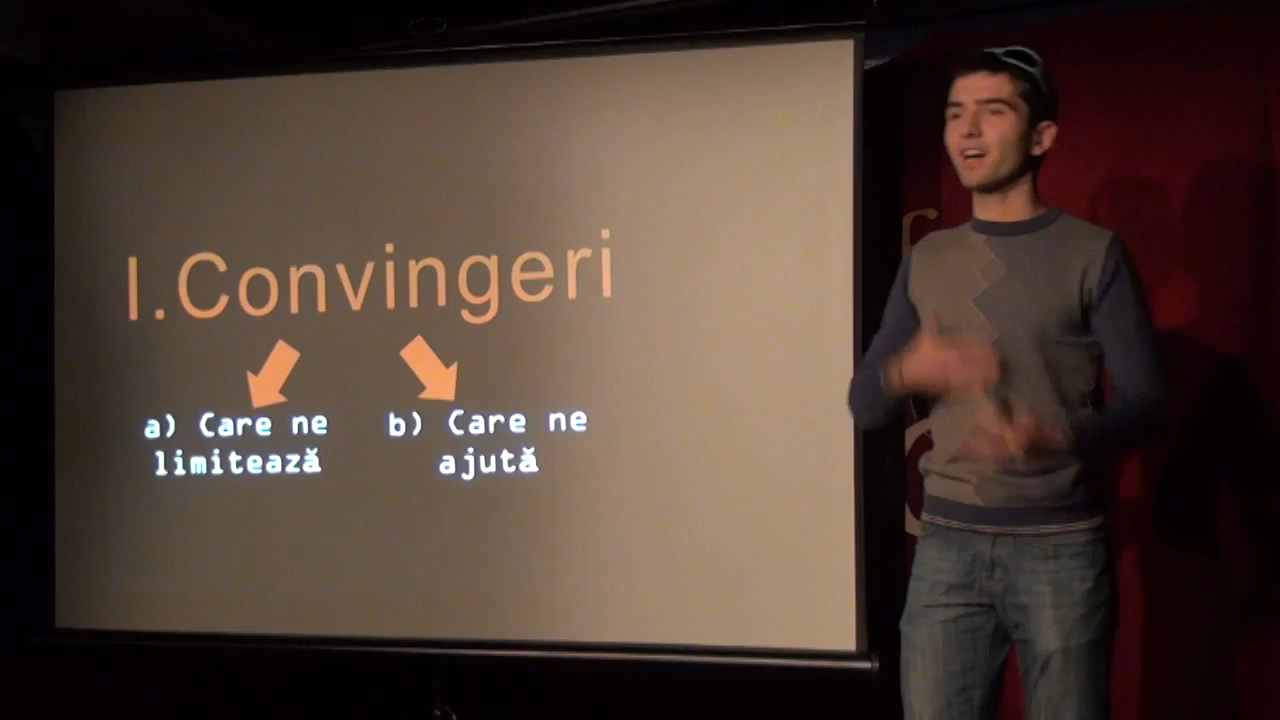 I.Convingeri
a) Care ne
limitează
b) Care ne
ajută